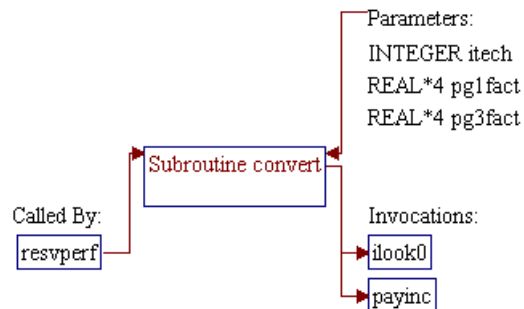 Parameters:
INTEGER itech
REAL*4 pg1fact
REAL*4 pg3fact
Subroutine convert
Called By:
resvperf
Invocations:
ilook0
payinc